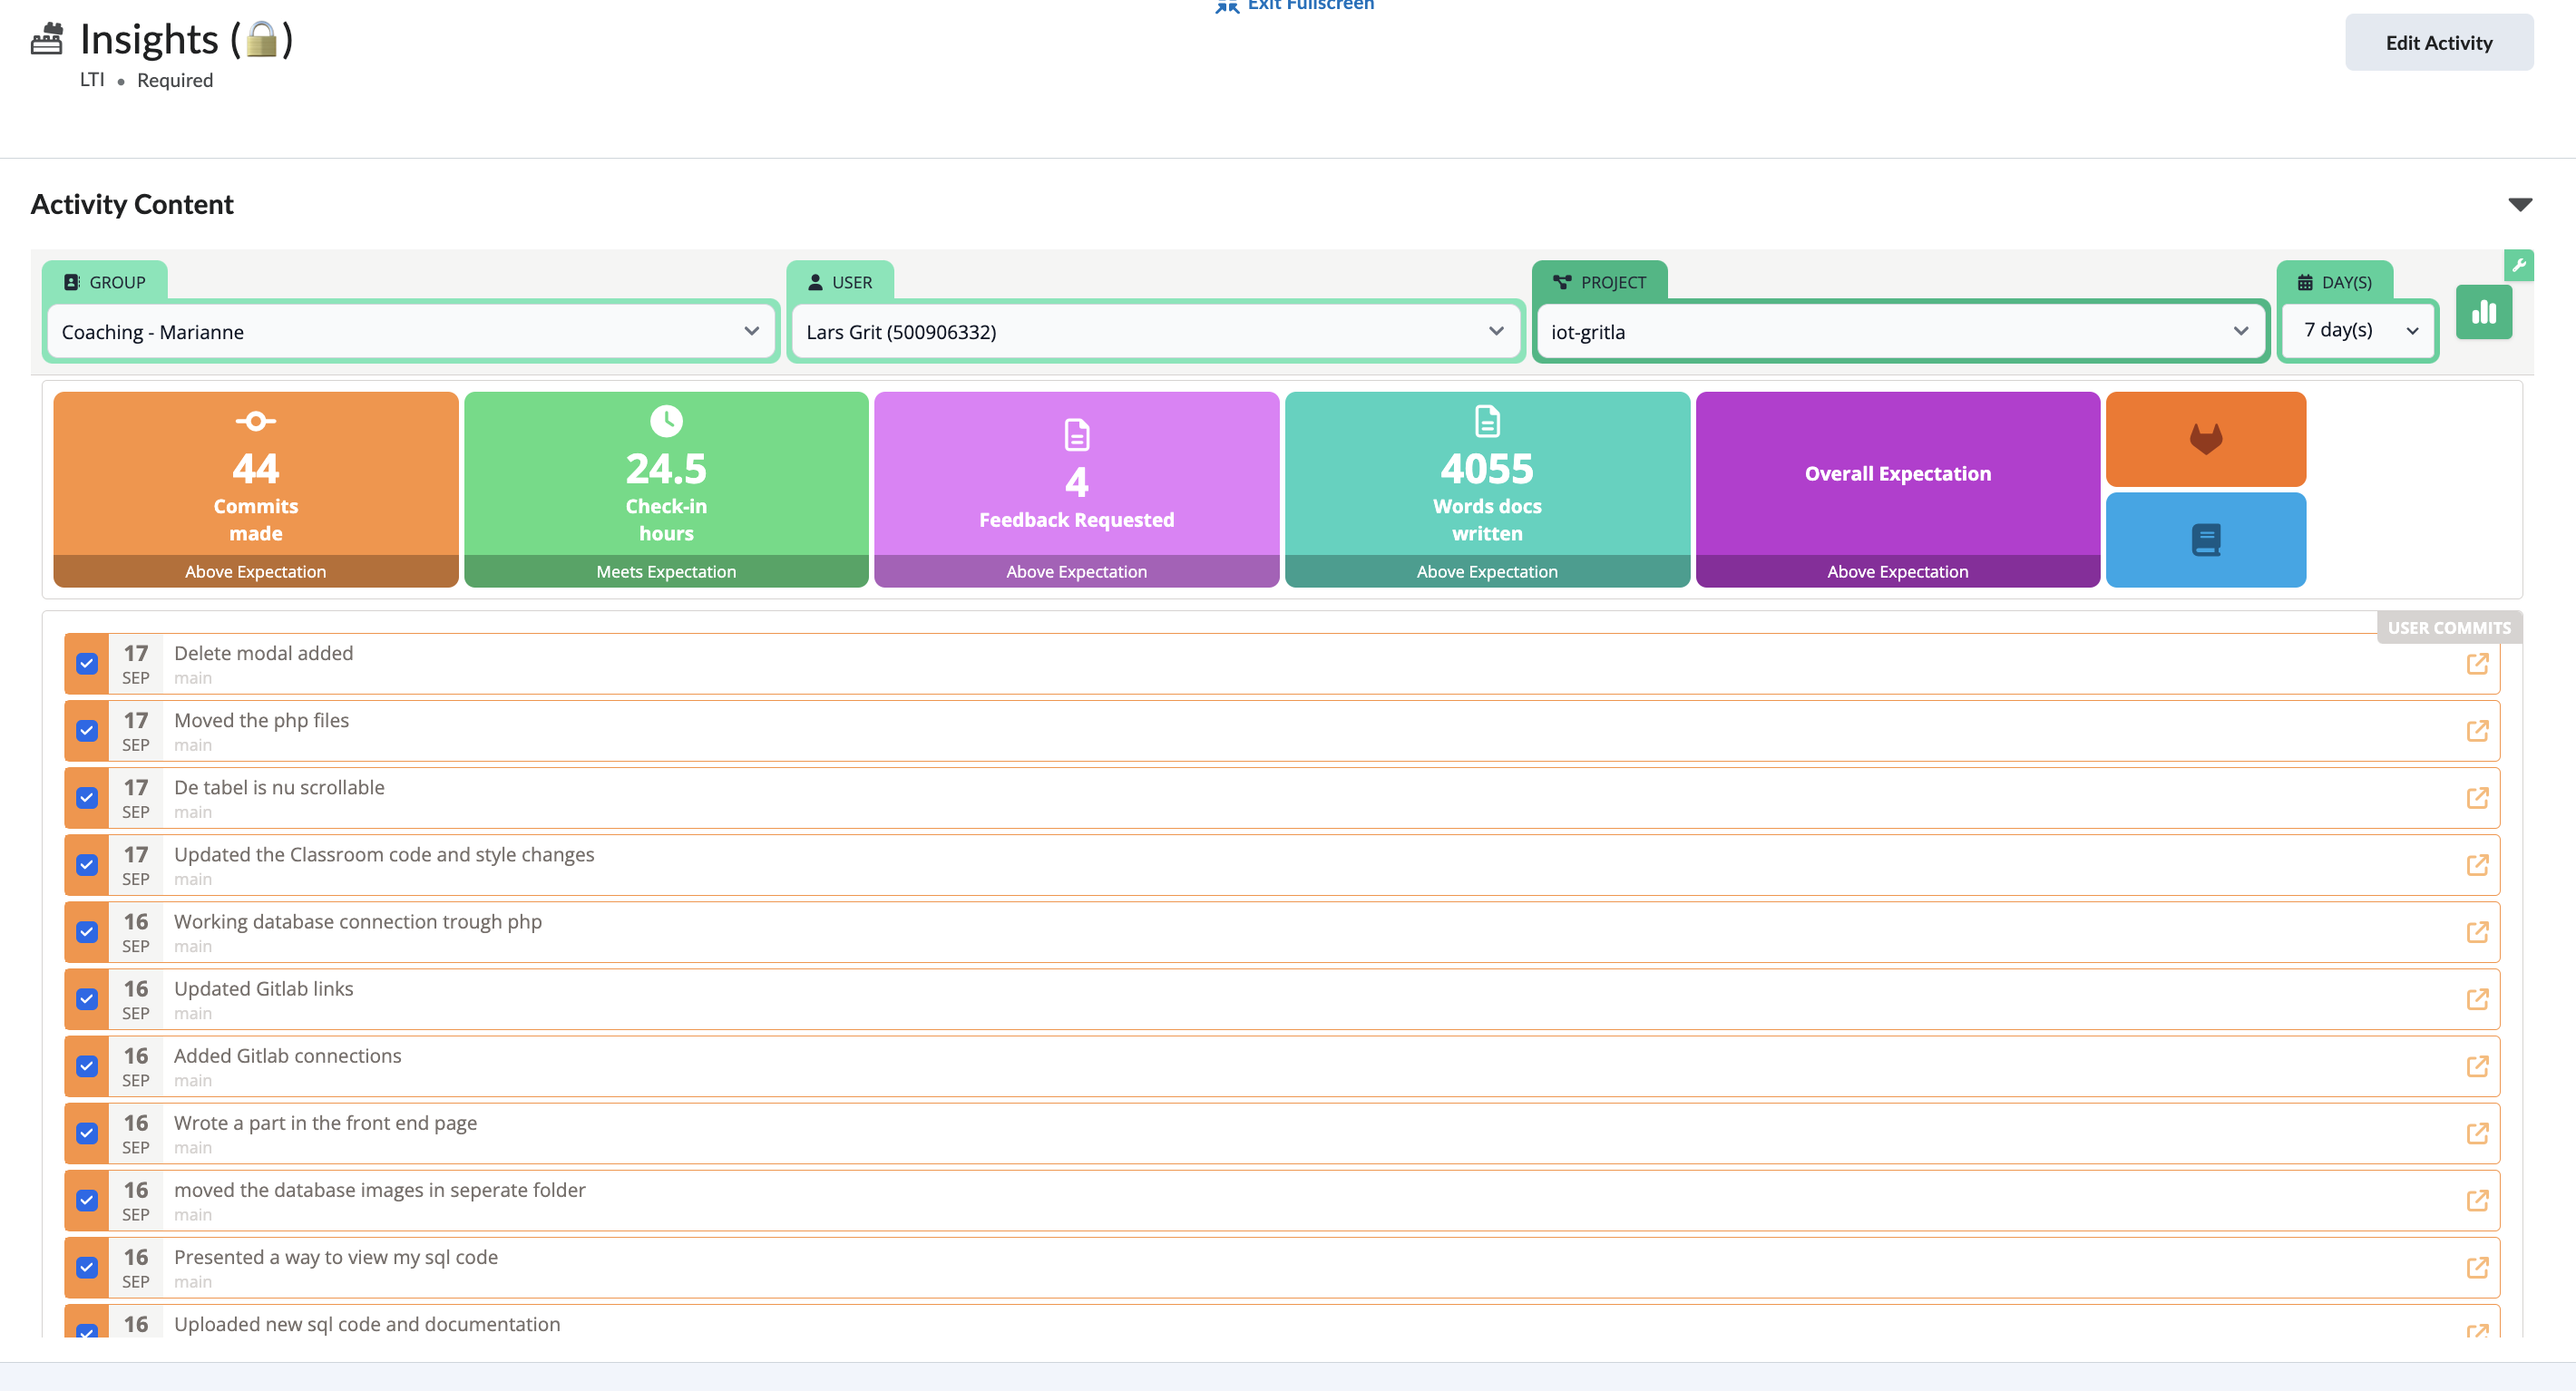 Exit Fullscreen
Insights (🔒)
LTI • Required
Edit Activity
Activity Content
GROUP
USER
PROJECT
DAY(S)
Coaching - Marianne
Lars Grit (500906332)
iot-gritla
7 day(s)
44
Commits
made
Above Expectation
24.5
Check-in
hours
Meets Expectation
4
Feedback Requested
Above Expectation
4055
Words docs
written
Above Expectation
Overall Expectation
Above Expectation
USER COMMITS
17 Delete modal added
SEP main
17 Moved the php files
SEP main
17 De tabel is nu scrollable
SEP main
17 Updated the Classroom code and style changes
SEP main
16 Working database connection trough php
SEP main
16 Updated Gitlab links
SEP main
16 Added Gitlab connections
SEP main
16 Wrote a part in the front end page
SEP main
16 moved the database images in seperate folder
SEP main
16 Presented a way to view my sql code
SEP main
16 Uploaded new sql code and documentation